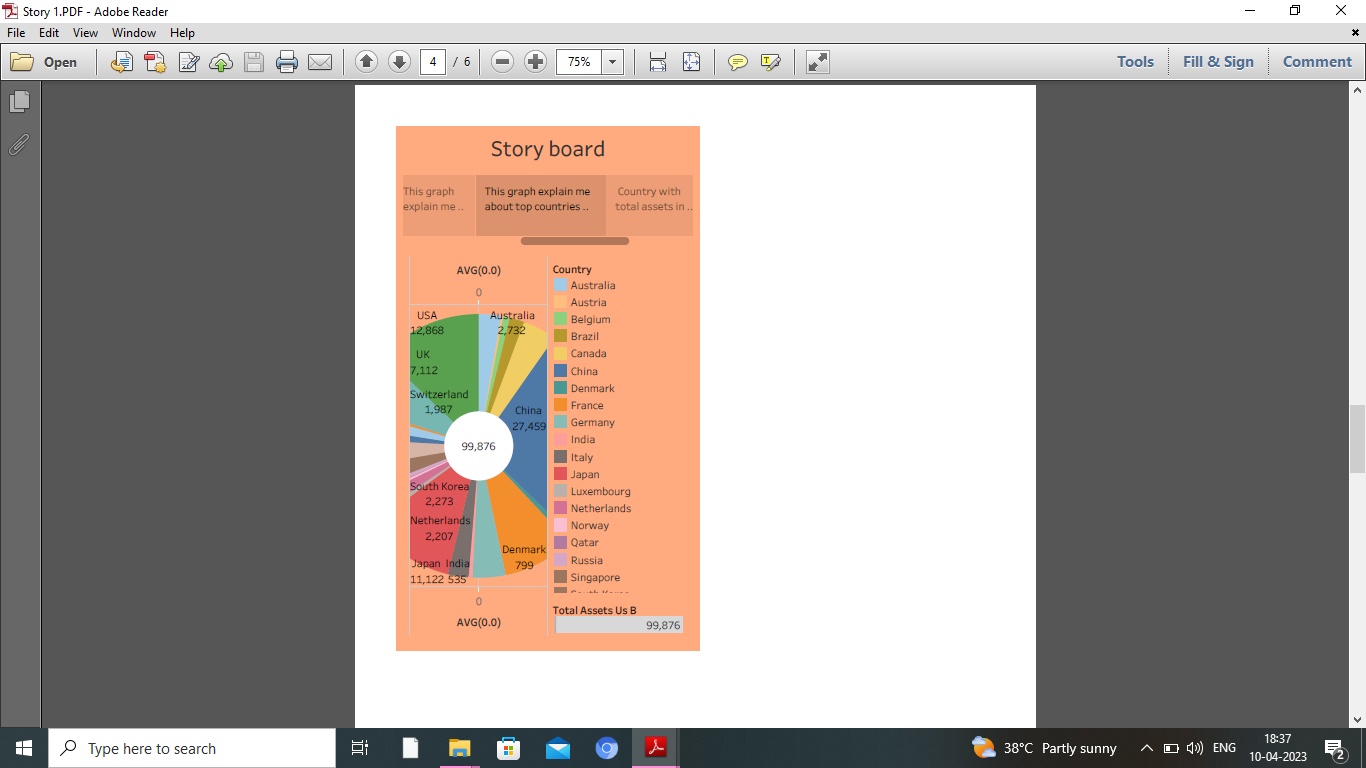 Story 1.PDF - Adobe Reader
File Edit View Window Help
Open
4 / 6
75%
Tools Fill & Sign Comment
Story board
This graph
explain me ..
This graph explain me
about top countries ..
Country with
total assets in ..
AVG(0.0)
0
USA
12,868
Australia
2,732
UK
7,112
Switzerland
1,987
China
27,459
99,876
South Korea
2,273
Netherlands
2,207
Denmark
799
Japan India
11,122 535
0
AVG(0.0)
Country
Australia
Austria
Belgium
Brazil
Canada
China
Denmark
France
Germany
India
Italy
Japan
Luxembourg
Netherlands
Norway
Qatar
Russia
Singapore
Total Assets Us B
99,876
Type here to search
38°C Partly sunny
ENG
18:37
10-04-2023
2